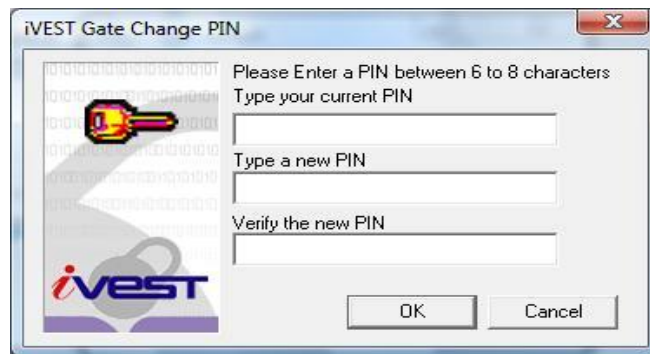 iVEST Gate Change PIN
Please Enter a PIN between 6 to 8 characters
Type your current PIN
Type a new PIN
Verify the new PIN
ivest
OK
Cancel